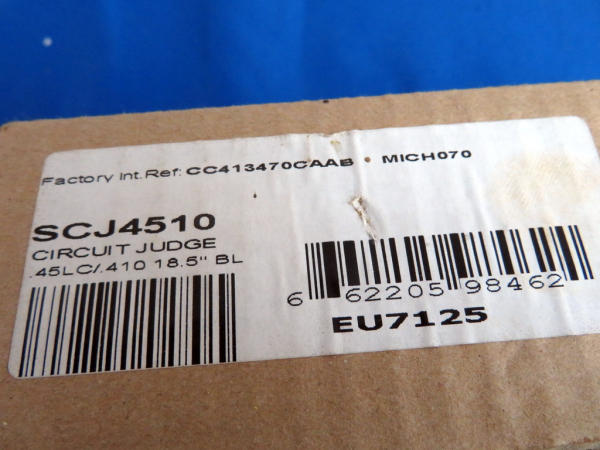 Factory Int.Ref: CC413470CAAB • MICH070
SCJ4510
CIRCUIT JUDGE
.45LC/.410 18.5" BL
6 62205 98462
EU7125